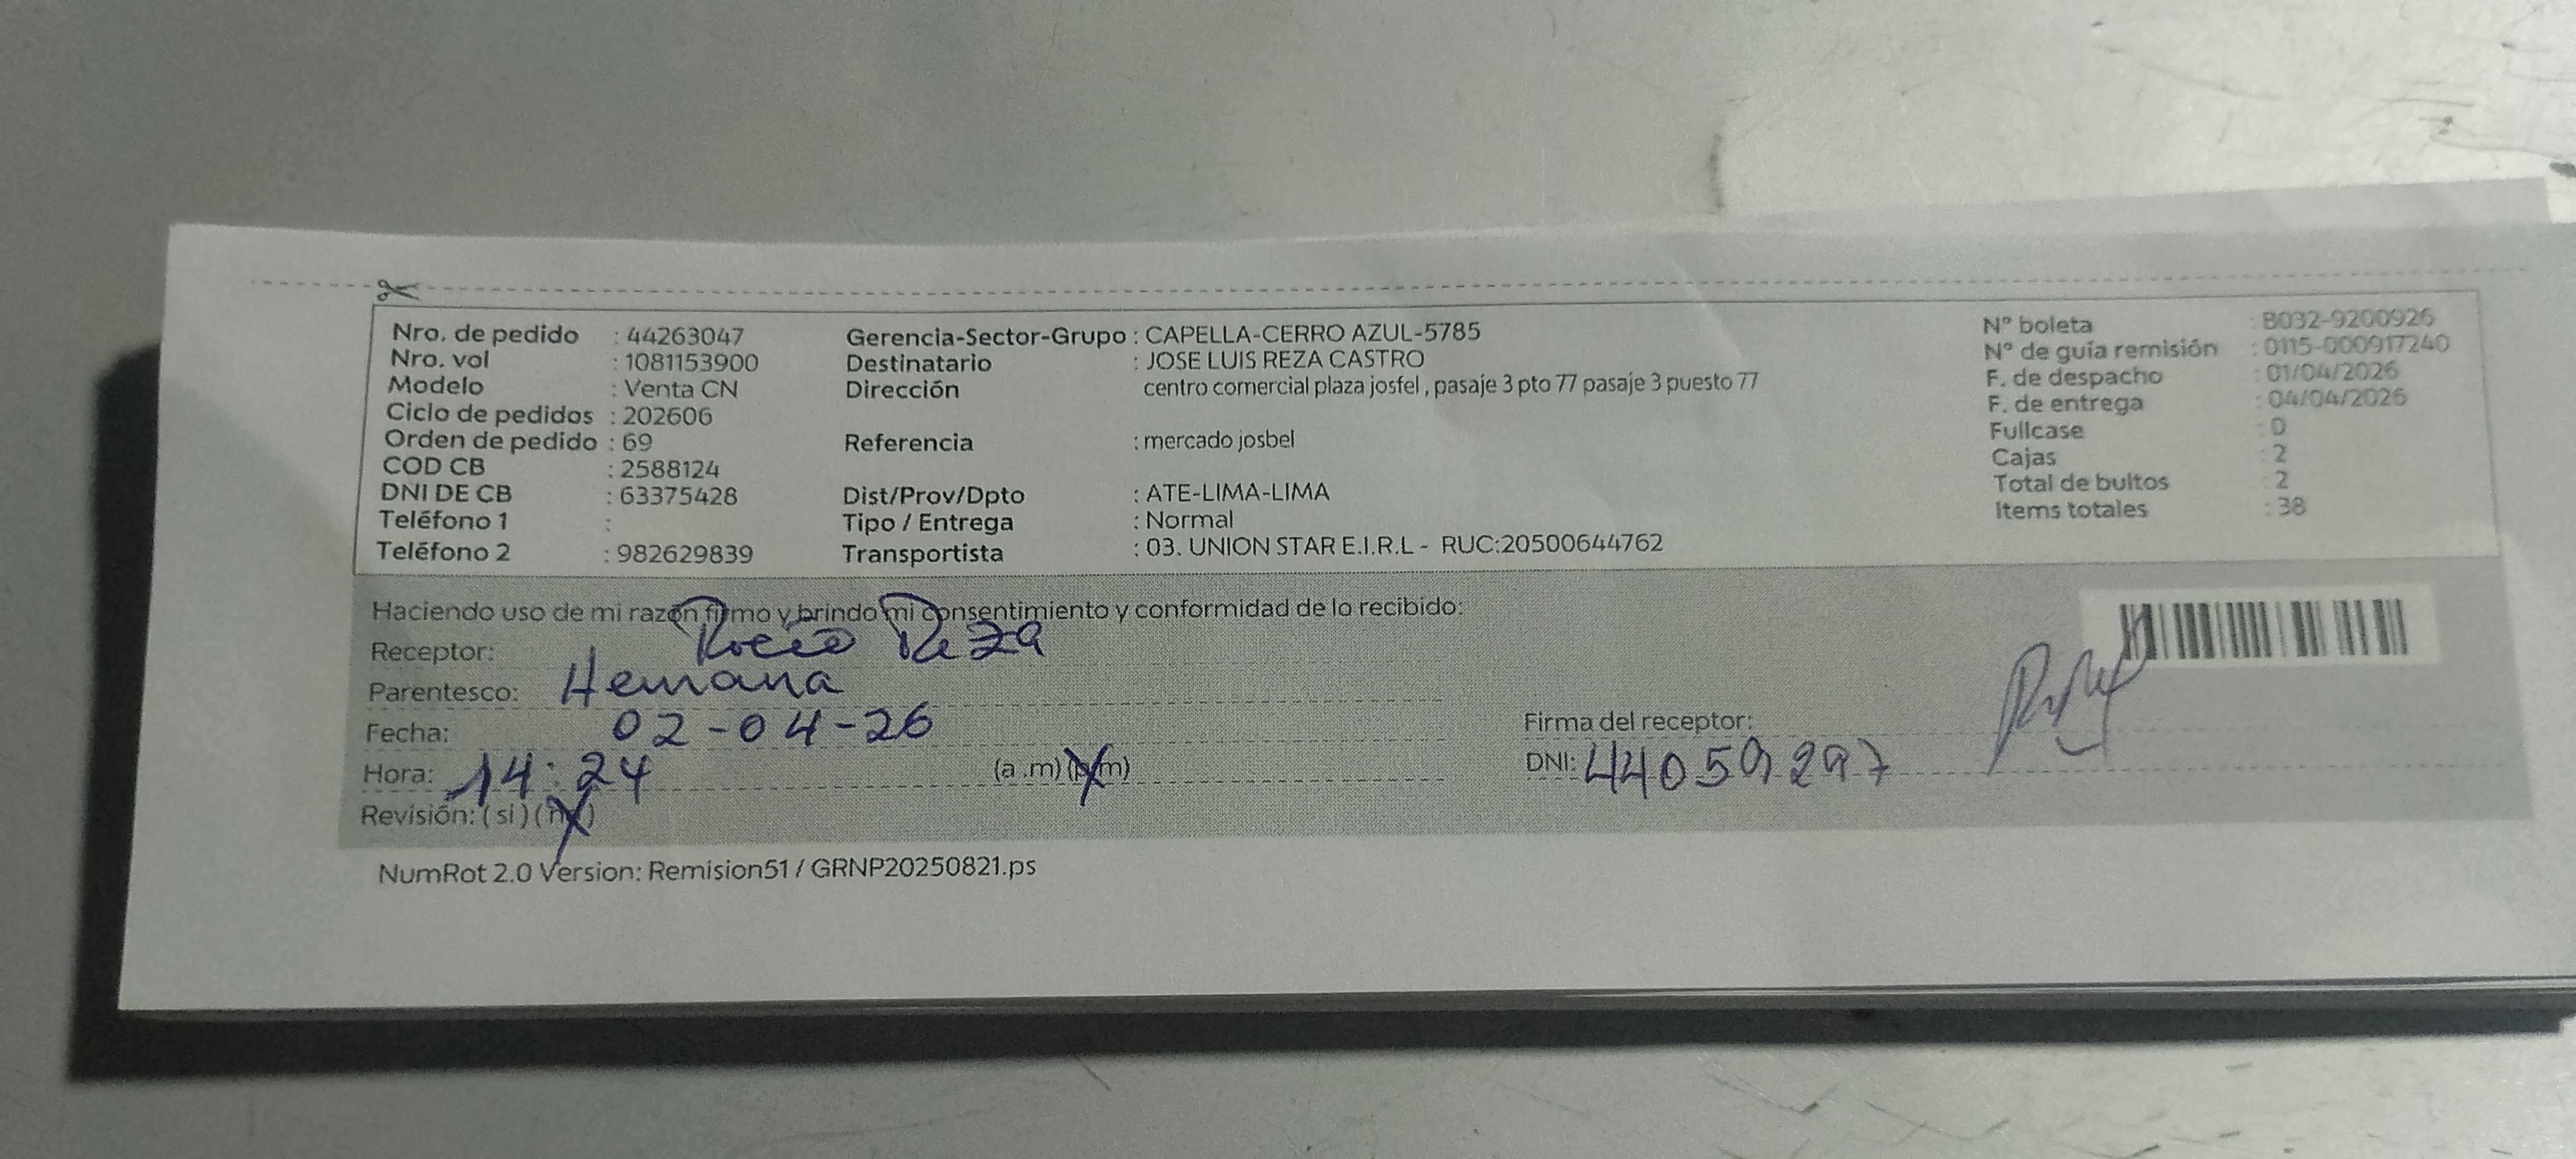 Nro. de pedido : 44263047
Nro. vol : 1081153900
Modelo : Venta CN
Ciclo de pedidos : 202606
Orden de pedido : 69
COD CB : 2588124
DNI DE CB : 63375428
Teléfono 1 :
Teléfono 2 : 982629839
Gerencia-Sector-Grupo : CAPELLA-CERRO AZUL-5785
Destinatario : JOSE LUIS REZA CASTRO
Dirección centro comercial plaza josfel , pasaje 3 pto 77 pasaje 3 puesto 77
Referencia : mercado josbel
Dist/Prov/Dpto : ATE-LIMA-LIMA
Tipo / Entrega : Normal
Transportista : 03. UNION STAR E.I.R.L - RUC:20500644762
N° boleta : B032-9200926
N° de guía remisión : 0115-000917240
F. de despacho : 01/04/2026
F. de entrega : 04/04/2026
Fullcase : 0
Cajas : 2
Total de bultos : 2
Items totales : 38
Haciendo uso de mi razón firmo y brindo mi consentimiento y conformidad de lo recibido:
Receptor: Rocio Reza
Parentesco: Hemana
Fecha: 02-04-26
Hora: 14:24 (a .m) (p.m)
Revisión: ( si ) ( no )
Firma del receptor:
DNI: 44059297
NumRot 2.0 Version: Remision51 / GRNP20250821.ps